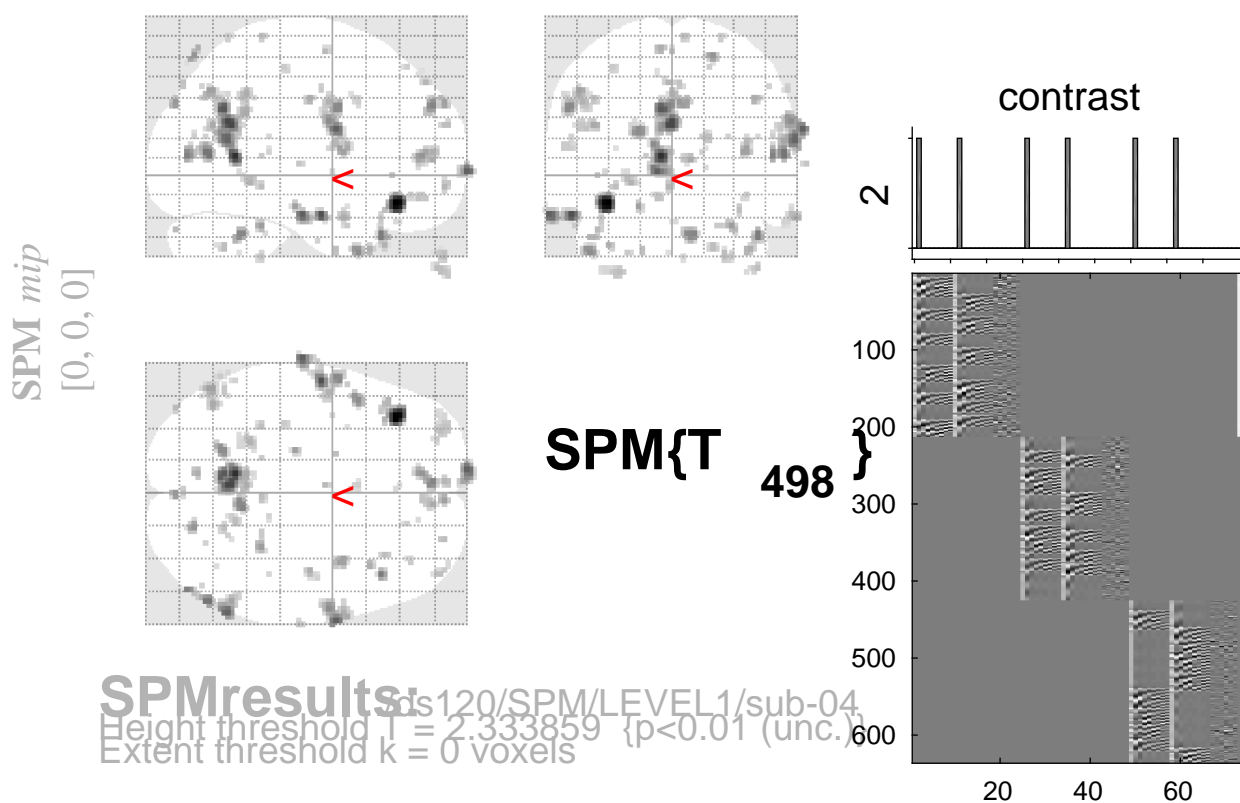 SPM mip
[0, 0, 0]
<
<
<
SPM{T 498 }
contrast
2
100
200
300
400
500
600
20 40 60
SPMresults: /ds120/SPM/LEVEL1/sub-04
Height threshold T = 2.333859 {p<0.01 (unc.)}
Extent threshold k = 0 voxels